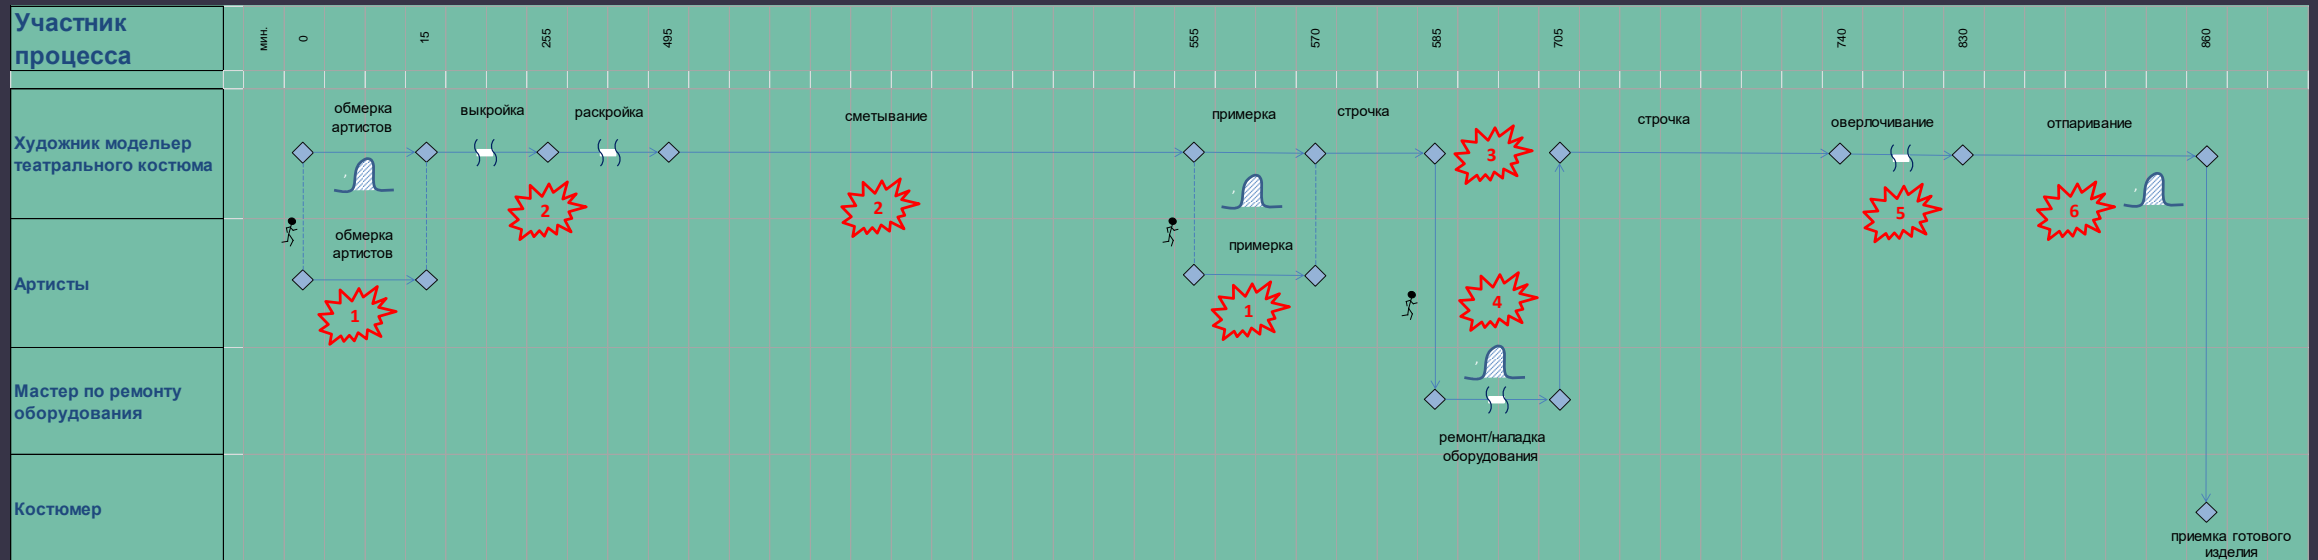 Участник
процесса
мин.
0
15
255
495
555
570
585
705
740
830
860
Художник модельер
театрального костюма
обмерка
артистов
выкройка
раскройка
сметывание
примерка
строчка
строчка
оверлочивание
отпаривание
3
2
2
5
6
Артисты
обмерка
артистов
примерка
1
1
4
Мастер по ремонту
оборудования
ремонт/наладка
оборудования
Костюмер
приемка готового
изделия